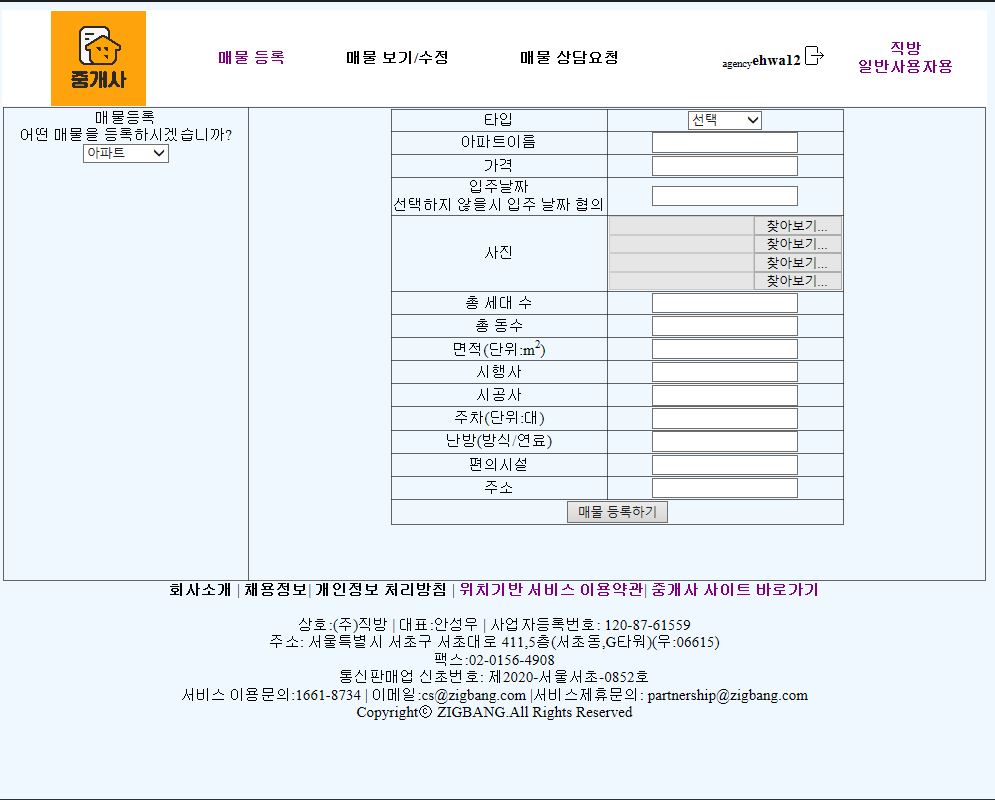 중개사
매물 등록
매물 보기/수정
매물 상담요청
agencyehwa12
직방
일반사용자용
매물등록
어떤 매물을 등록하시겠습니까?
아파트
타입
선택
아파트이름
가격
입주날짜
선택하지 않을시 입주 날짜 협의
사진
찾아보기...
찾아보기...
찾아보기...
찾아보기...
총 세대 수
총 동수
면적(단위:m²)
시행사
시공사
주차(단위:대)
난방(방식/연료)
편의시설
주소
매물 등록하기
회사소개 | 채용정보| 개인정보 처리방침 | 위치기반 서비스 이용약관| 중개사 사이트 바로가기
상호:(주)직방 | 대표:안성우 | 사업자등록번호: 120-87-61559
주소: 서울특별시 서초구 서초대로 411,5층(서초동,G타워)(우:06615)
팩스:02-0156-4908
통신판매업 신초번호: 제2020-서울서초-0852호
서비스 이용문의:1661-8734 | 이메일:cs@zigbang.com |서비스제휴문의: partnership@zigbang.com
Copyrightⓒ ZIGBANG.All Rights Reserved